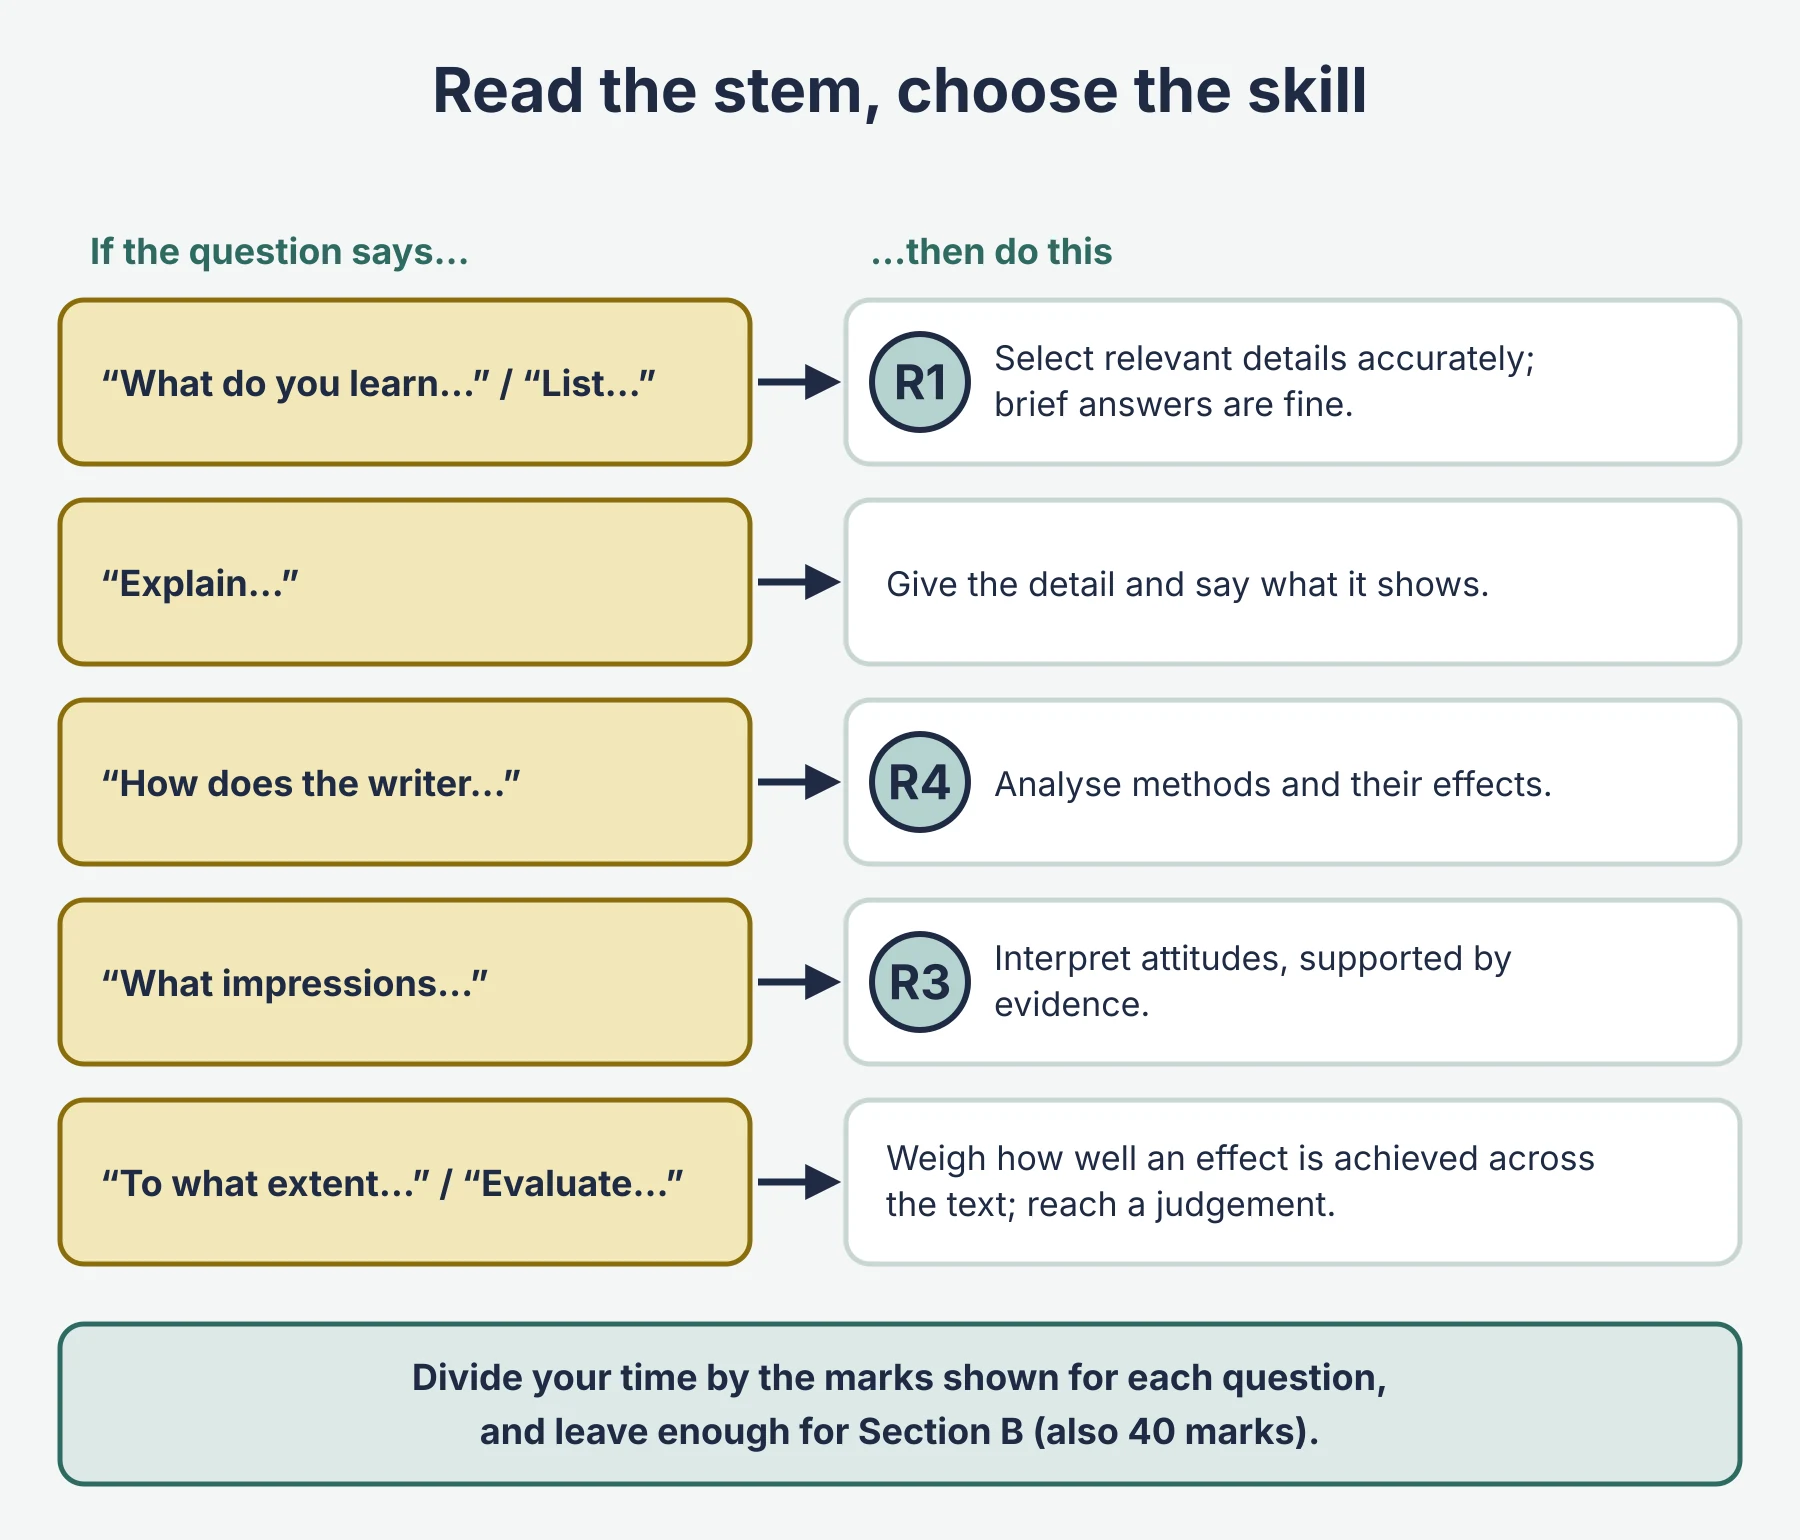 Read the stem, choose the skill
If the question says…
…then do this
“What do you learn…” / “List…”
R1
Select relevant details accurately;
brief answers are fine.
“Explain…”
Give the detail and say what it shows.
“How does the writer…”
R4
Analyse methods and their effects.
“What impressions…”
R3
Interpret attitudes, supported by
evidence.
“To what extent…” / “Evaluate…”
Weigh how well an effect is achieved across
the text; reach a judgement.
Divide your time by the marks shown for each question,
and leave enough for Section B (also 40 marks).